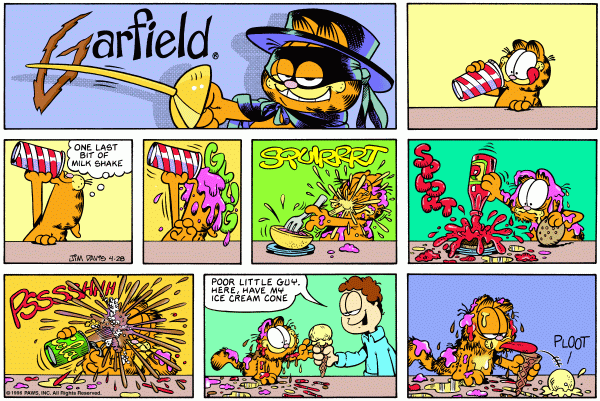 Garfield®
ONE LAST
BIT OF
MILK SHAKE
JIM DAVIS 4-28
GLUG
SQUIRRRT
SPLORT
PSSSSHHH
© 1996 PAWS, INC. All Rights Reserved.
POOR LITTLE GUY.
HERE, HAVE MY
ICE CREAM CONE
PLOOT